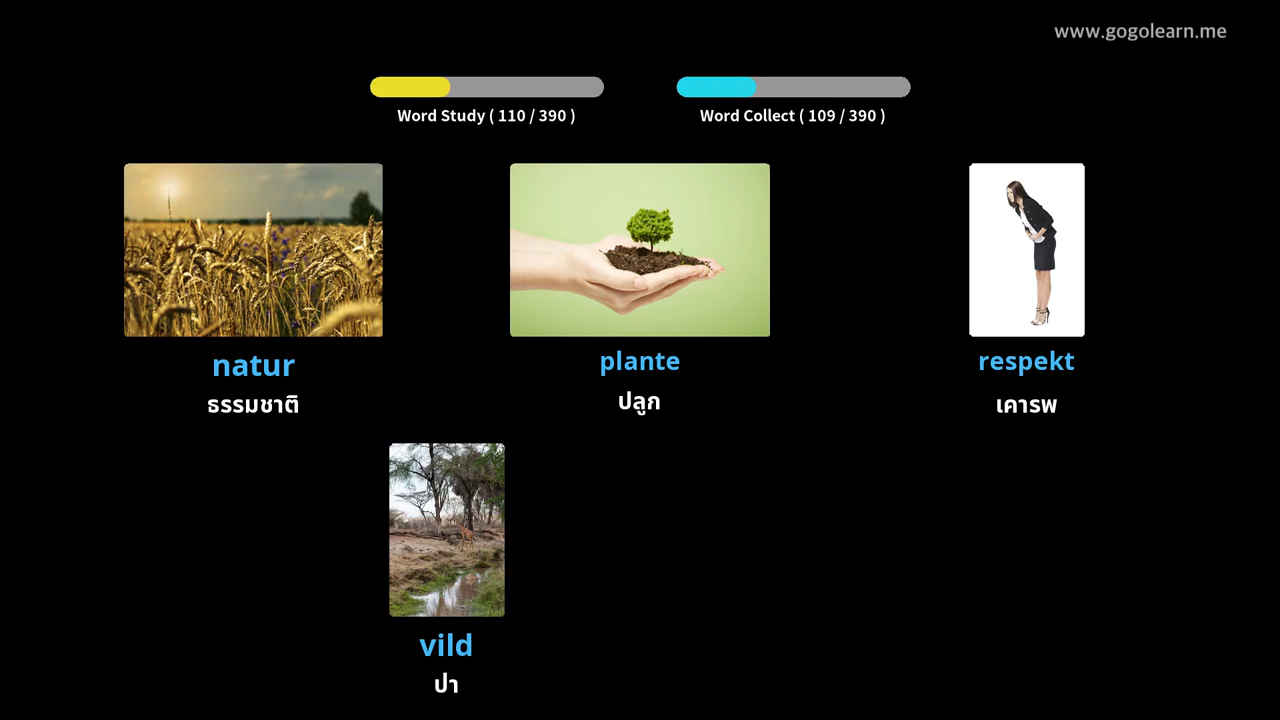 www.gogolearn.me
Word Study ( 110 / 390 )
Word Collect ( 109 / 390 )
natur
ธรรมชาติ
plante
ปลูก
respekt
เคารพ
vild
ปา